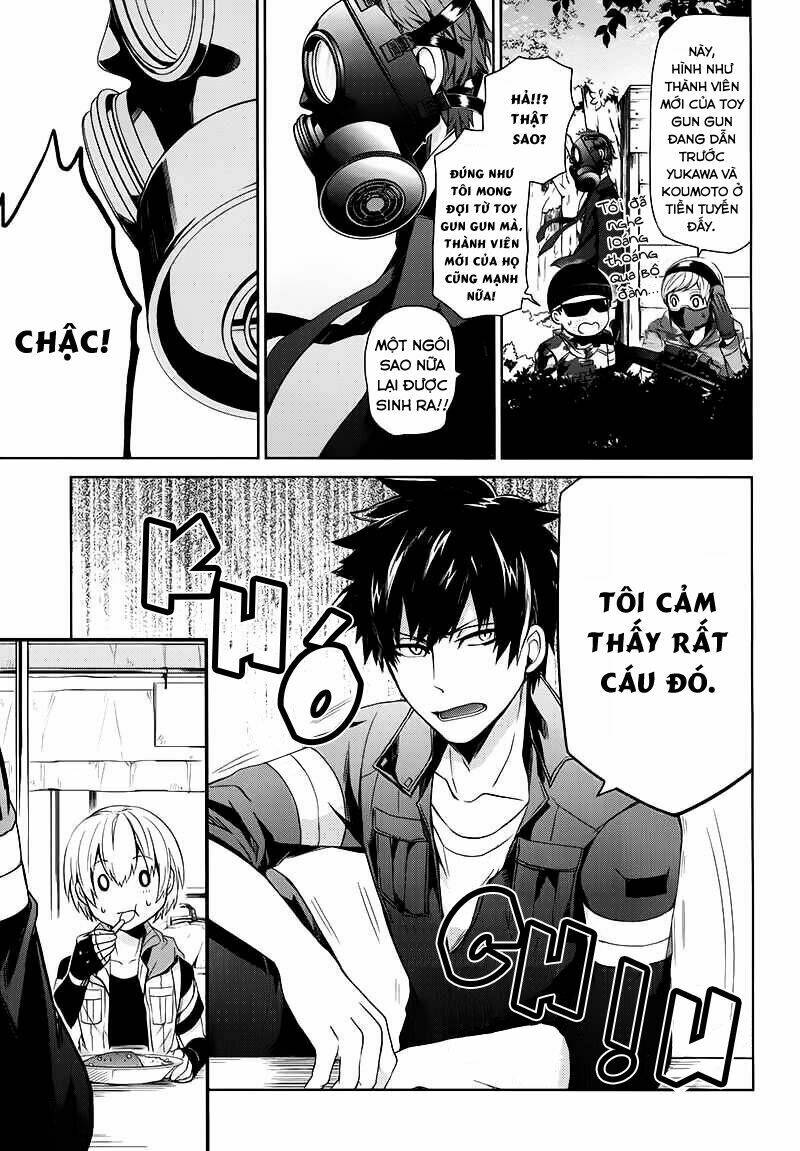 NÀY,
HÌNH NHƯ
THÀNH VIÊN
MỚI CỦA TOY
GUN GUN
ĐANG DẪN
TRƯỚC
YUKAWA VÀ
KOUMOTO Ở
TIỀN TUYẾN
ĐẤY.
Tôi đã
nghe
loáng
thoáng
qua bộ
đàm...
HẢ!!?
THẬT
SAO?
ĐÚNG NHƯ
TÔI MONG
ĐỢI TỪ TOY
GUN GUN MÀ,
THÀNH VIÊN
MỚI CỦA HỌ
CŨNG MẠNH
NỮA!
MỘT NGÔI
SAO NỮA
LẠI ĐƯỢC
SINH RA!!
CHẬC!
TÔI CẢM
THẤY RẤT
CÁU ĐÓ.
KHÓ
CHỊU